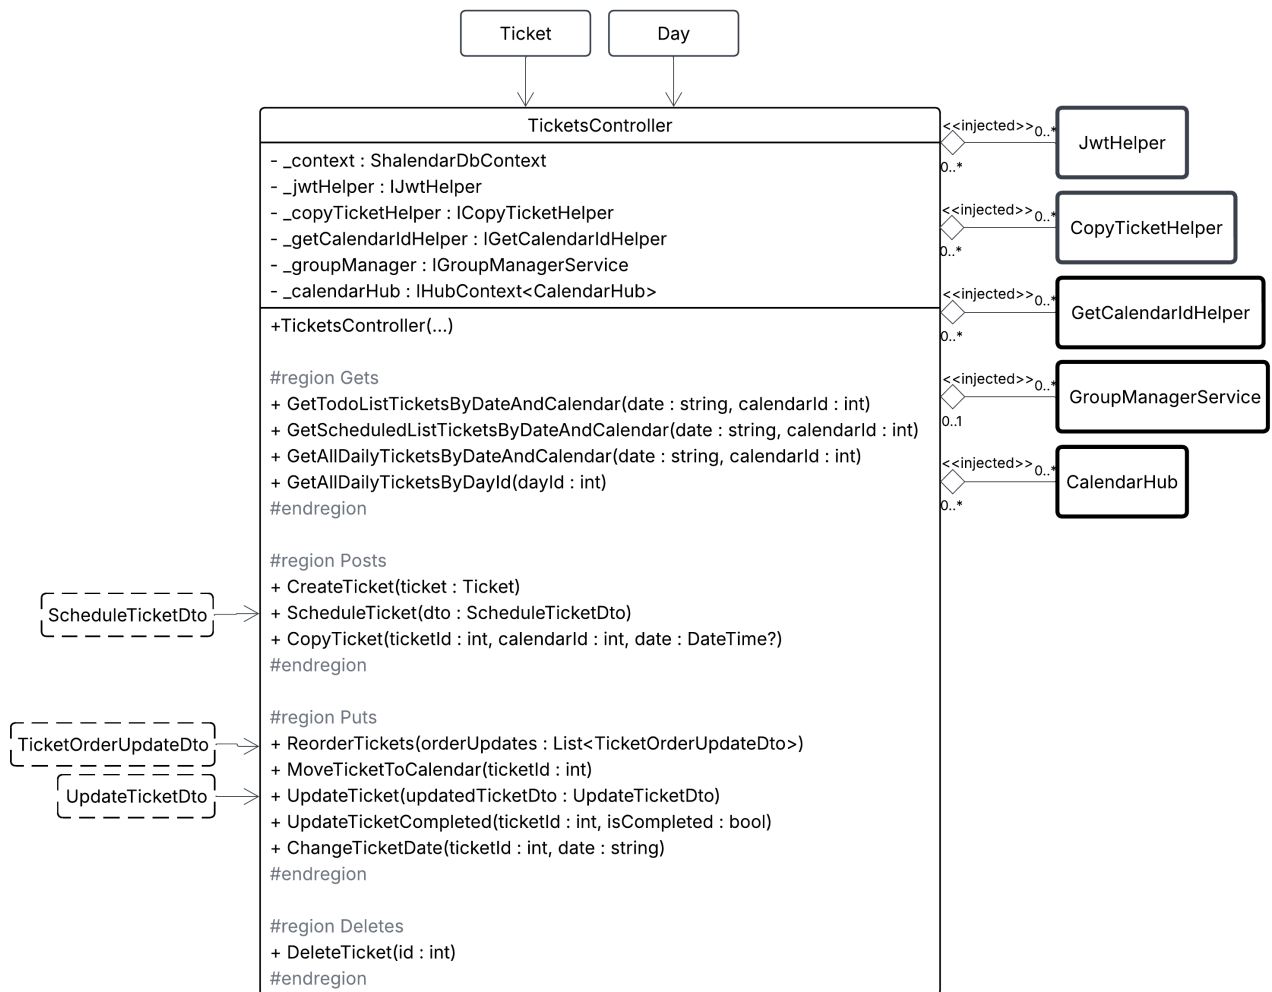 Ticket
Day
TicketsController
- _context : ShalendarDbContext
- _jwtHelper : IJwtHelper
- _copyTicketHelper : ICopyTicketHelper
- _getCalendarIdHelper : IGetCalendarIdHelper
- _groupManager : IGroupManagerService
- _calendarHub : IHubContext<CalendarHub>
+TicketsController(...)
#region Gets
+ GetTodoListTicketsByDateAndCalendar(date : string, calendarId : int)
+ GetScheduledListTicketsByDateAndCalendar(date : string, calendarId : int)
+ GetAllDailyTicketsByDateAndCalendar(date : string, calendarId : int)
+ GetAllDailyTicketsByDayId(dayId : int)
#endregion
#region Posts
+ CreateTicket(ticket : Ticket)
+ ScheduleTicket(dto : ScheduleTicketDto)
+ CopyTicket(ticketId : int, calendarId : int, date : DateTime?)
#endregion
#region Puts
+ ReorderTickets(orderUpdates : List<TicketOrderUpdateDto>)
+ MoveTicketToCalendar(ticketId : int)
+ UpdateTicket(updatedTicketDto : UpdateTicketDto)
+ UpdateTicketCompleted(ticketId : int, isCompleted : bool)
+ ChangeTicketDate(ticketId : int, date : string)
#endregion
#region Deletes
+ DeleteTicket(id : int)
#endregion
<<injected>>
0..*
0..*
JwtHelper
<<injected>>
0..*
0..*
CopyTicketHelper
<<injected>>
0..*
0..*
GetCalendarIdHelper
<<injected>>
0..*
0..1
GroupManagerService
<<injected>>
0..*
0..*
CalendarHub
ScheduleTicketDto
TicketOrderUpdateDto
UpdateTicketDto